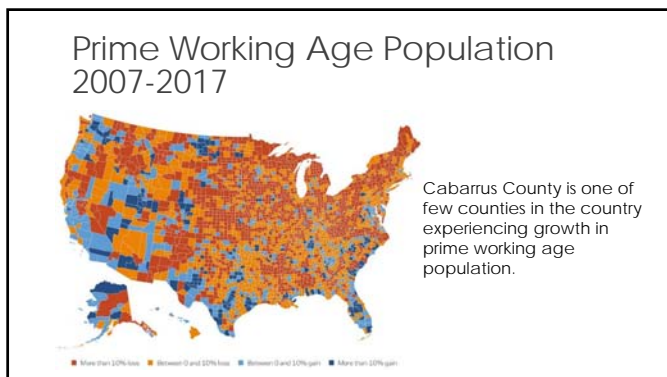 Prime Working Age Population
2007-2017
Cabarrus County is one of
few counties in the country
experiencing growth in
prime working age
population.
More than 10% loss Between 0 and 10% loss Between 0 and 10% gain More than 10% gain